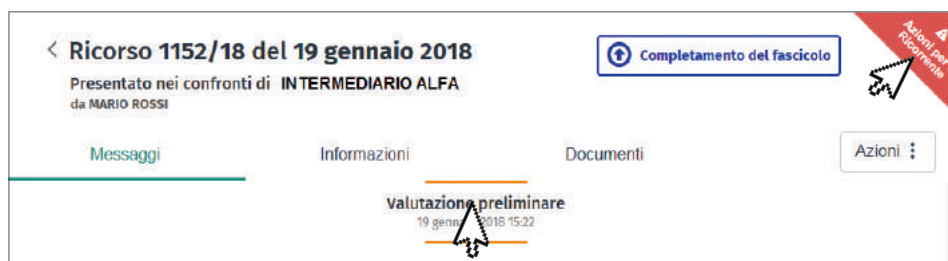 Ricorso 1152/18 del 19 gennaio 2018
Completamento del fascicolo
Azioni per
Ricorrente
Presentato nei confronti di INTERMEDIARIO ALFA
da MARIO ROSSI
Messaggi
Informazioni
Documenti
Azioni
Valutazione preliminare
19 2018 15:22